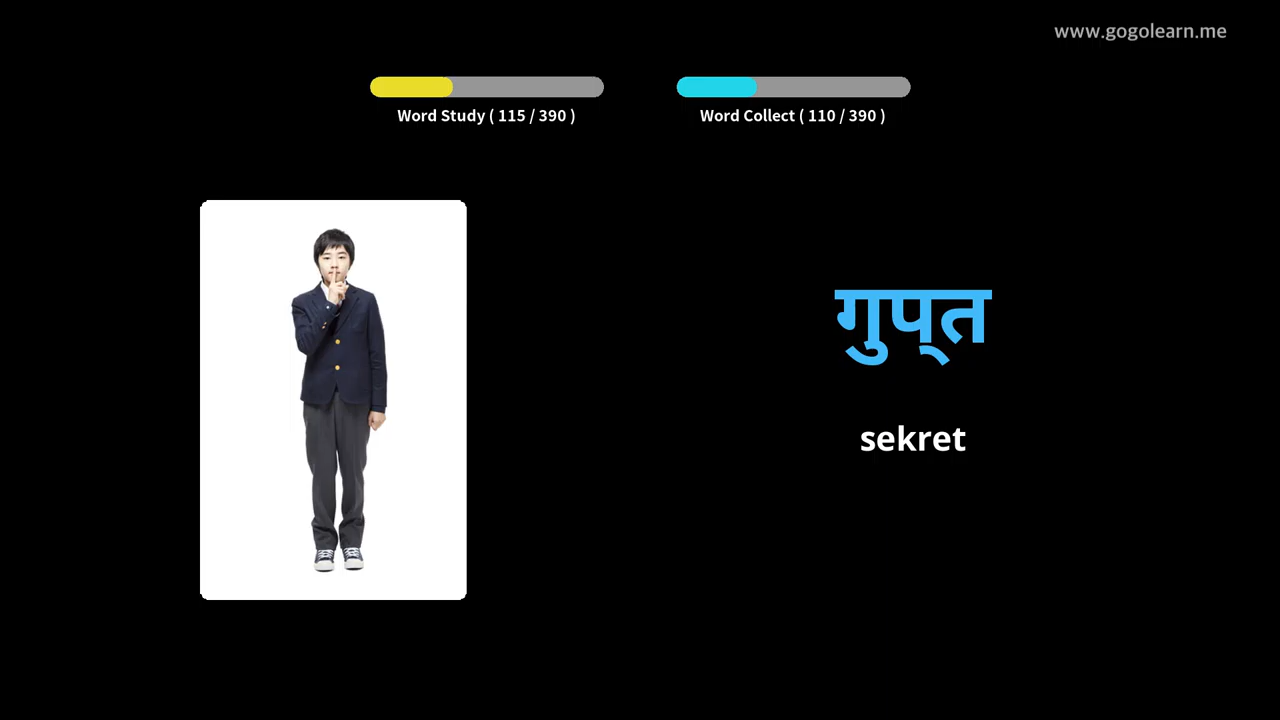 www.gogolearn.me
Word Study ( 115 / 390 )
Word Collect ( 110 / 390 )
गुप्‌त
sekret